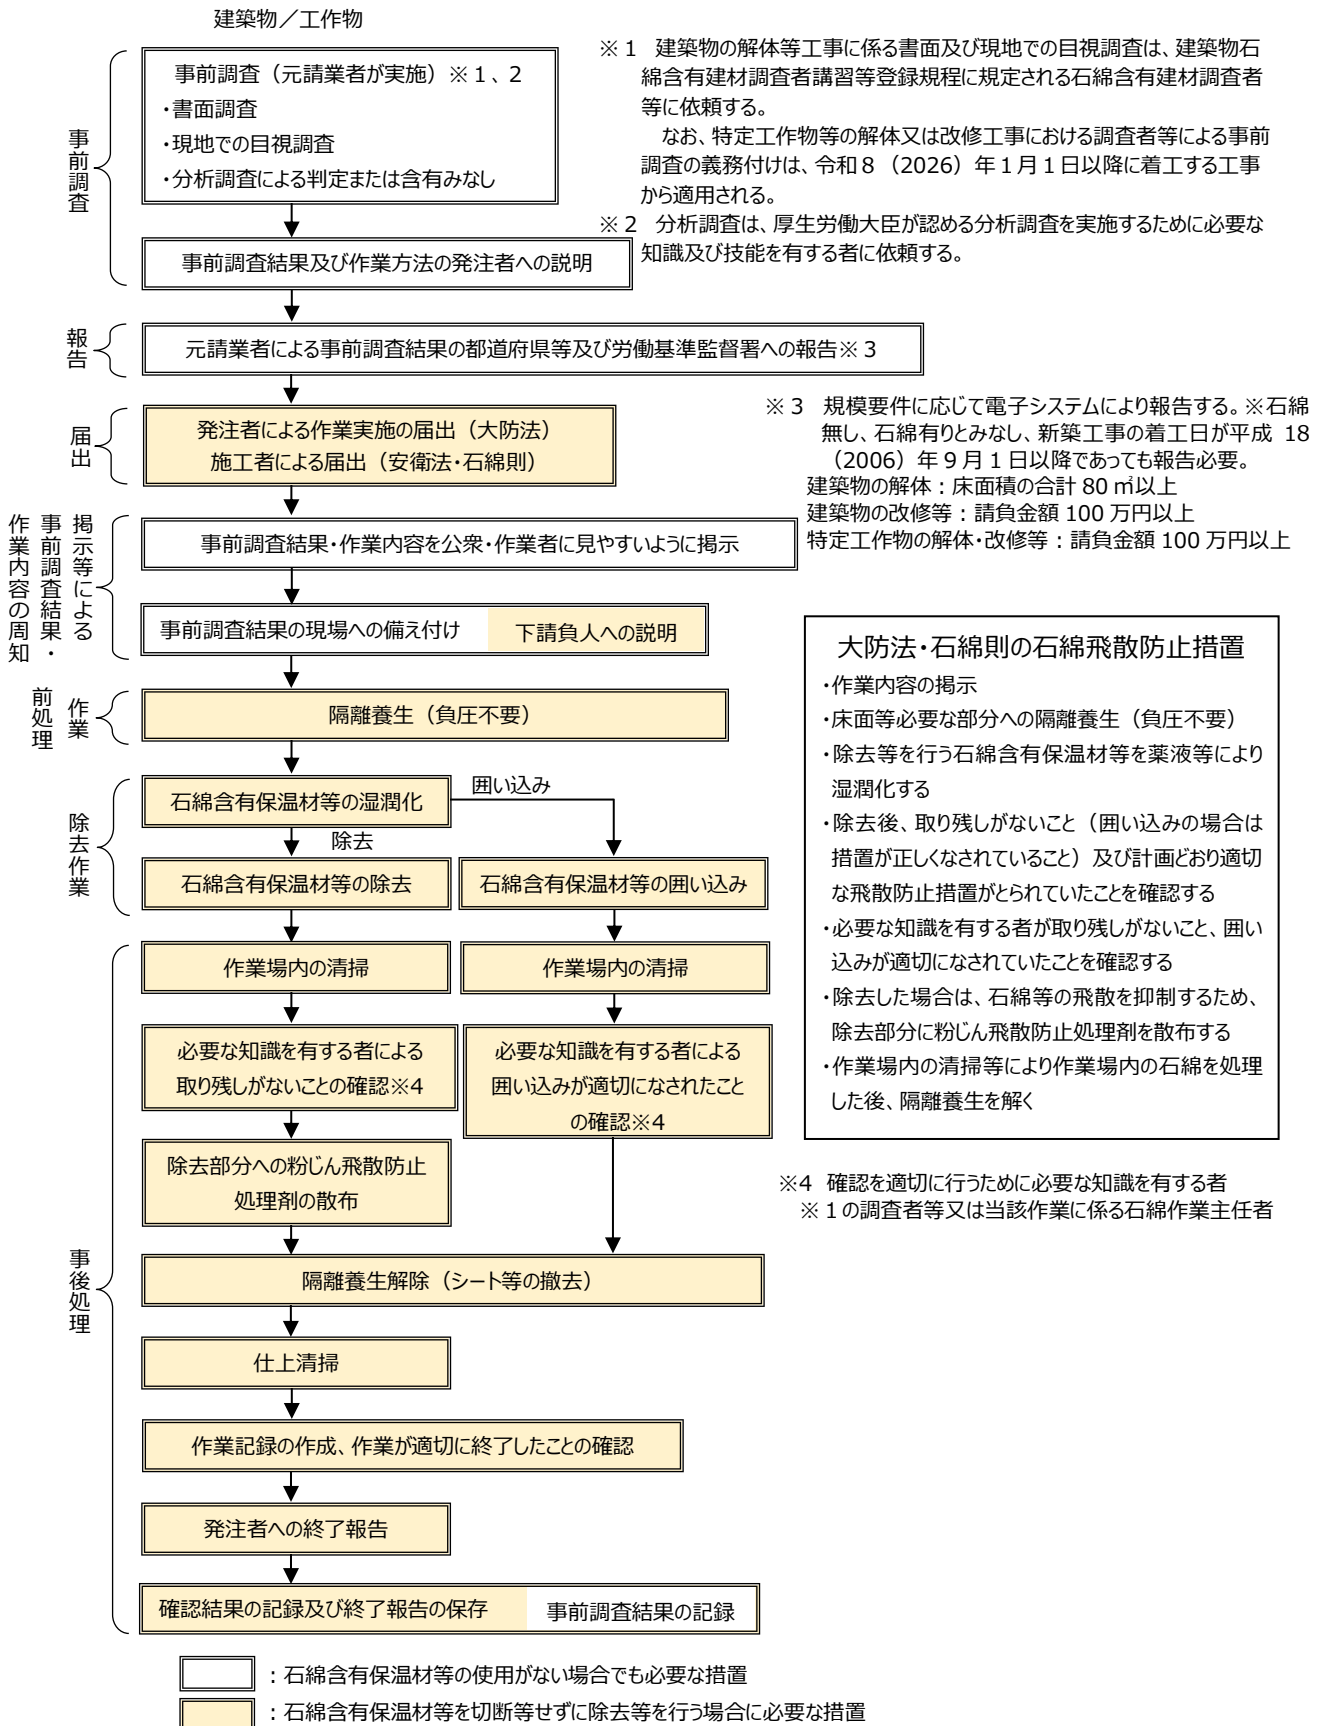 建築物／工作物
事前調査
事前調査（元請業者が実施）※１、２
・書面調査
・現地での目視調査
・分析調査による判定または含有みなし
事前調査結果及び作業方法の発注者への説明
※１　建築物の解体等工事に係る書面及び現地での目視調査は、建築物石
綿含有建材調査者講習等登録規程に規定される石綿含有建材調査者
等に依頼する。
なお、特定工作物等の解体又は改修工事における調査者等による事前
調査の義務付けは、令和８（2026）年１月１日以降に着工する工事
から適用される。
※２　分析調査は、厚生労働大臣が認める分析調査を実施するために必要な
知識及び技能を有する者に依頼する。
報告
元請業者による事前調査結果の都道府県等及び労働基準監督署への報告※３
届出
発注者による作業実施の届出（大防法）
施工者による届出（安衛法・石綿則）
※３　規模要件に応じて電子システムにより報告する。※石綿
無し、石綿有りとみなし、新築工事の着工日が平成 18
（2006）年９月１日以降であっても報告必要。
建築物の解体：床面積の合計 80 ㎡以上
建築物の改修等：請負金額 100 万円以上
特定工作物の解体・改修等：請負金額 100 万円以上
掲示等による
事前調査結果・
作業内容の周知
事前調査結果・作業内容を公衆・作業者に見やすいように掲示
事前調査結果の現場への備え付け
下請負人への説明
作業
前処理
隔離養生（負圧不要）
除去作業
石綿含有保温材等の湿潤化
囲い込み
除去
石綿含有保温材等の除去
石綿含有保温材等の囲い込み
大防法・石綿則の石綿飛散防止措置
・作業内容の掲示
・床面等必要な部分への隔離養生（負圧不要）
・除去等を行う石綿含有保温材等を薬液等により
湿潤化する
・除去後、取り残しがないこと（囲い込みの場合は
措置が正しくなされていること）及び計画どおり適切
な飛散防止措置がとられていたことを確認する
・必要な知識を有する者が取り残しがないこと、囲い
込みが適切になされていたことを確認する
・除去した場合は、石綿等の飛散を抑制するため、
除去部分に粉じん飛散防止処理剤を散布する
・作業場内の清掃等により作業場内の石綿を処理
した後、隔離養生を解く
事後処理
作業場内の清掃
作業場内の清掃
必要な知識を有する者による
取り残しがないことの確認※4
必要な知識を有する者による
囲い込みが適切になされたこと
の確認※4
除去部分への粉じん飛散防止
処理剤の散布
※4　確認を適切に行うために必要な知識を有する者
※１の調査者等又は当該作業に係る石綿作業主任者
隔離養生解除（シート等の撤去）
仕上清掃
作業記録の作成、作業が適切に終了したことの確認
発注者への終了報告
確認結果の記録及び終了報告の保存
事前調査結果の記録
：石綿含有保温材等の使用がない場合でも必要な措置
：石綿含有保温材等を切断等せずに除去等を行う場合に必要な措置